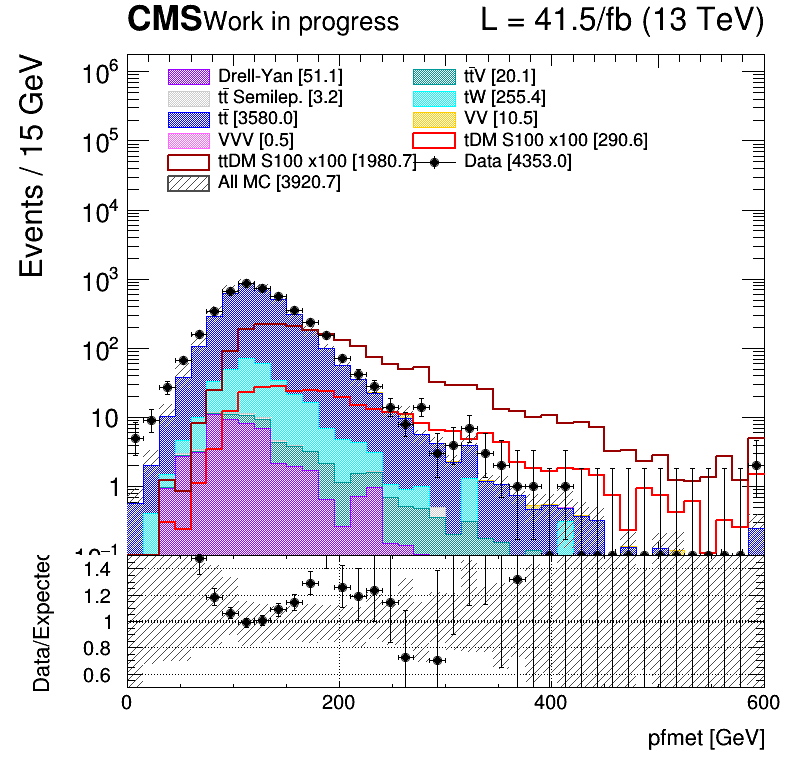 CMS Work in progress L = 41.5/fb (13 TeV)
Events / 15 GeV
Drell-Yan [51.1] tt̄V [20.1]
tt̄ Semilep. [3.2] tW [255.4]
tt̄ [3580.0] VV [10.5]
VVV [0.5] tDM S100 x100 [290.6]
ttDM S100 x100 [1980.7] Data [4353.0]
All MC [3920.7]
10⁶
10⁵
10⁴
10³
10²
10
1
10⁻¹
Data/Expected
1.4
1.2
1
0.8
0.6
0 200 400 600
pfmet [GeV]